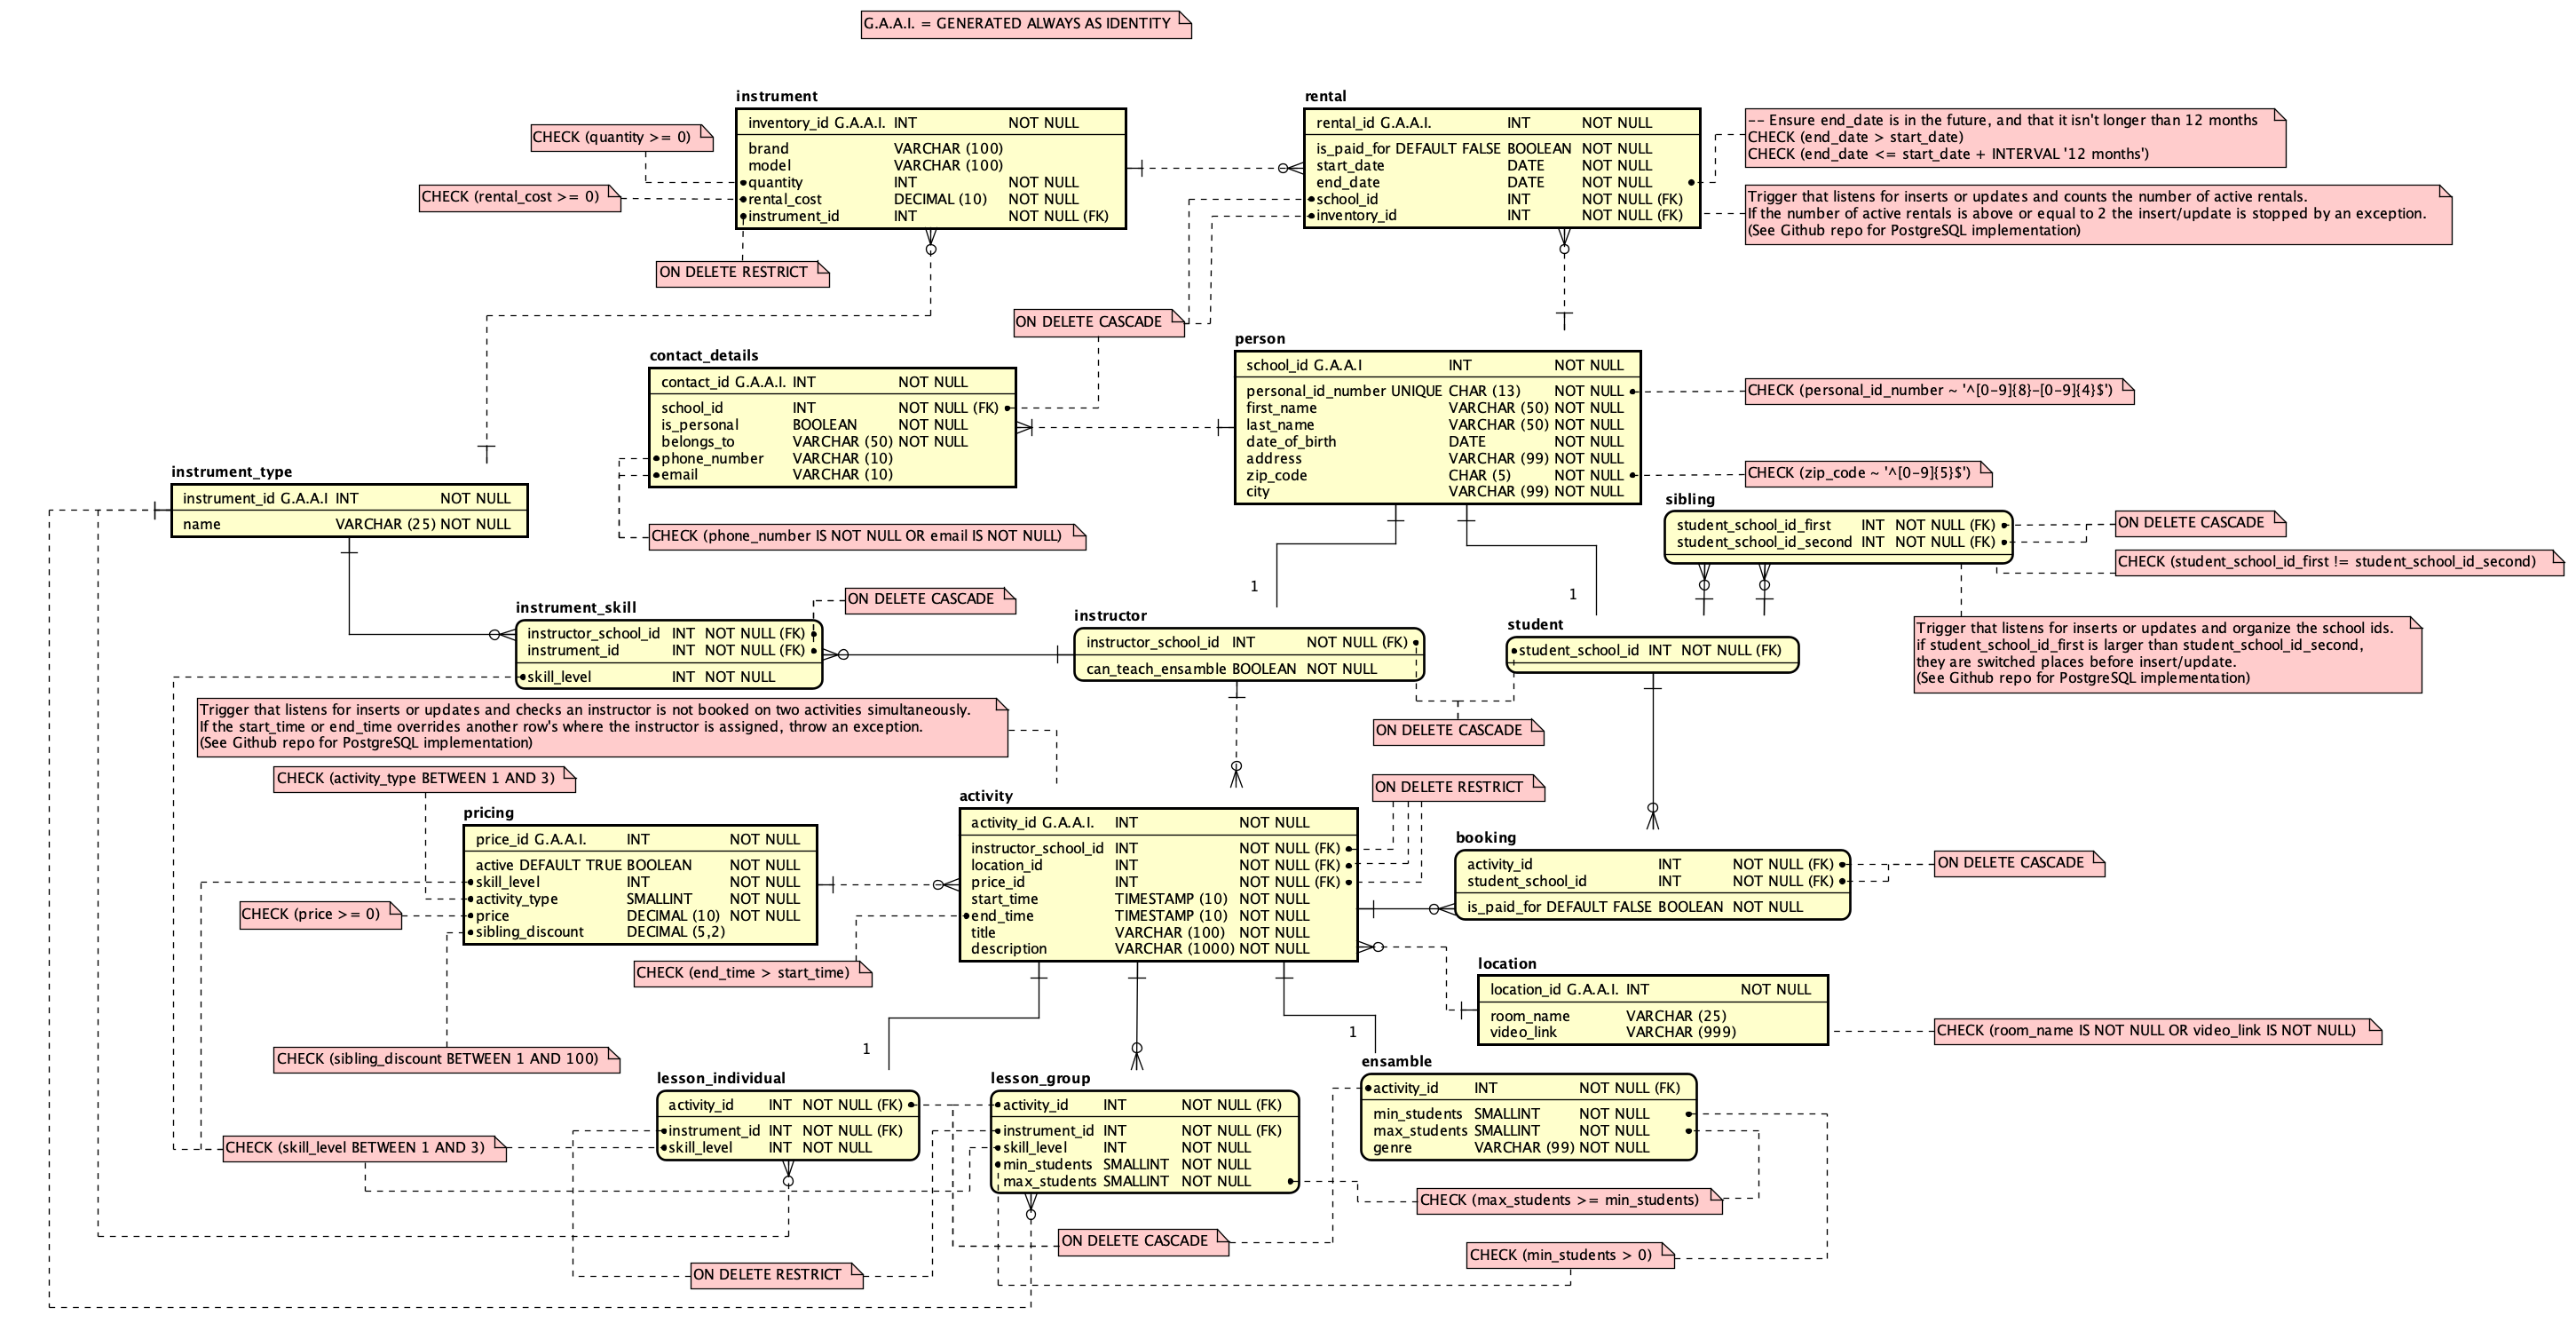 G.A.A.I. = GENERATED ALWAYS AS IDENTITY
instrument
inventory_id G.A.A.I. INT NOT NULL
brand VARCHAR (100)
model VARCHAR (100)
quantity INT NOT NULL
rental_cost DECIMAL (10) NOT NULL
instrument_id INT NOT NULL (FK)
CHECK (quantity >= 0)
CHECK (rental_cost >= 0)
ON DELETE RESTRICT
rental
rental_id G.A.A.I. INT NOT NULL
is_paid_for DEFAULT FALSE BOOLEAN NOT NULL
start_date DATE NOT NULL
end_date DATE NOT NULL
school_id INT NOT NULL (FK)
inventory_id INT NOT NULL (FK)
-- Ensure end_date is in the future, and that it isn't longer than 12 months
CHECK (end_date > start_date)
CHECK (end_date <= start_date + INTERVAL '12 months')
Trigger that listens for inserts or updates and counts the number of active rentals.
If the number of active rentals is above or equal to 2 the insert/update is stopped by an exception.
(See Github repo for PostgreSQL implementation)
ON DELETE CASCADE
contact_details
contact_id G.A.A.I. INT NOT NULL
school_id INT NOT NULL (FK)
is_personal BOOLEAN NOT NULL
belongs_to VARCHAR (50) NOT NULL
phone_number VARCHAR (10)
email VARCHAR (10)
CHECK (phone_number IS NOT NULL OR email IS NOT NULL)
person
school_id G.A.A.I INT NOT NULL
personal_id_number UNIQUE CHAR (13) NOT NULL
first_name VARCHAR (50) NOT NULL
last_name VARCHAR (50) NOT NULL
date_of_birth DATE NOT NULL
address VARCHAR (99) NOT NULL
zip_code CHAR (5) NOT NULL
city VARCHAR (99) NOT NULL
CHECK (personal_id_number ~ '^[0-9]{8}-[0-9]{4}$')
CHECK (zip_code ~ '^[0-9]{5}$')
instrument_type
instrument_id G.A.A.I INT NOT NULL
name VARCHAR (25) NOT NULL
sibling
student_school_id_first INT NOT NULL (FK)
student_school_id_second INT NOT NULL (FK)
ON DELETE CASCADE
CHECK (student_school_id_first != student_school_id_second)
Trigger that listens for inserts or updates and organize the school ids.
if student_school_id_first is larger than student_school_id_second,
they are switched places before insert/update.
(See Github repo for PostgreSQL implementation)
1
1
ON DELETE CASCADE
instrument_skill
instructor_school_id INT NOT NULL (FK)
instrument_id INT NOT NULL (FK)
skill_level INT NOT NULL
instructor
instructor_school_id INT NOT NULL (FK)
can_teach_ensamble BOOLEAN NOT NULL
student
student_school_id INT NOT NULL (FK)
ON DELETE CASCADE
Trigger that listens for inserts or updates and checks an instructor is not booked on two activities simultaneously.
If the start_time or end_time overrides another row's where the instructor is assigned, throw an exception.
(See Github repo for PostgreSQL implementation)
CHECK (activity_type BETWEEN 1 AND 3)
ON DELETE RESTRICT
pricing
price_id G.A.A.I. INT NOT NULL
active DEFAULT TRUE BOOLEAN NOT NULL
skill_level INT NOT NULL
activity_type SMALLINT NOT NULL
price DECIMAL (10) NOT NULL
sibling_discount DECIMAL (5,2)
CHECK (price >= 0)
activity
activity_id G.A.A.I. INT NOT NULL
instructor_school_id INT NOT NULL (FK)
location_id INT NOT NULL (FK)
price_id INT NOT NULL (FK)
start_time TIMESTAMP (10) NOT NULL
end_time TIMESTAMP (10) NOT NULL
title VARCHAR (100) NOT NULL
description VARCHAR (1000) NOT NULL
booking
activity_id INT NOT NULL (FK)
student_school_id INT NOT NULL (FK)
is_paid_for DEFAULT FALSE BOOLEAN NOT NULL
ON DELETE CASCADE
CHECK (end_time > start_time)
location
location_id G.A.A.I. INT NOT NULL
room_name VARCHAR (25)
video_link VARCHAR (999)
CHECK (room_name IS NOT NULL OR video_link IS NOT NULL)
CHECK (sibling_discount BETWEEN 1 AND 100)
1
1
lesson_individual
activity_id INT NOT NULL (FK)
instrument_id INT NOT NULL (FK)
skill_level INT NOT NULL
lesson_group
activity_id INT NOT NULL (FK)
instrument_id INT NOT NULL (FK)
skill_level INT NOT NULL
min_students SMALLINT NOT NULL
max_students SMALLINT NOT NULL
ensamble
activity_id INT NOT NULL (FK)
min_students SMALLINT NOT NULL
max_students SMALLINT NOT NULL
genre VARCHAR (99) NOT NULL
CHECK (skill_level BETWEEN 1 AND 3)
CHECK (max_students >= min_students)
ON DELETE CASCADE
CHECK (min_students > 0)
ON DELETE RESTRICT